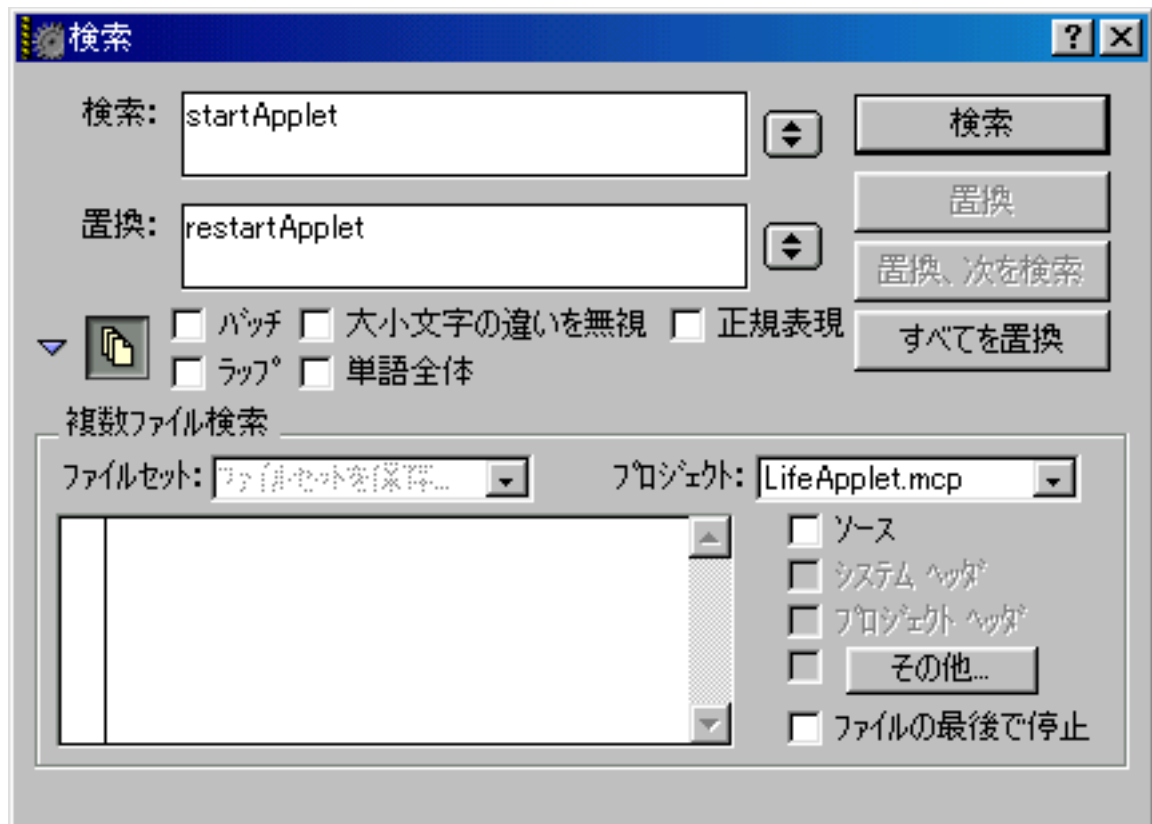 検索
検索: startApplet
検索
置換: restartApplet
置換
置換、次を検索
すべてを置換
バッチ 大小文字の違いを無視 正規表現
ラップ 単語全体
複数ファイル検索
ファイルセット: プロジェクト: LifeApplet.mcp
ソース
システム ヘッダ
プロジェクト ヘッダ
その他...
ファイルの最後で停止